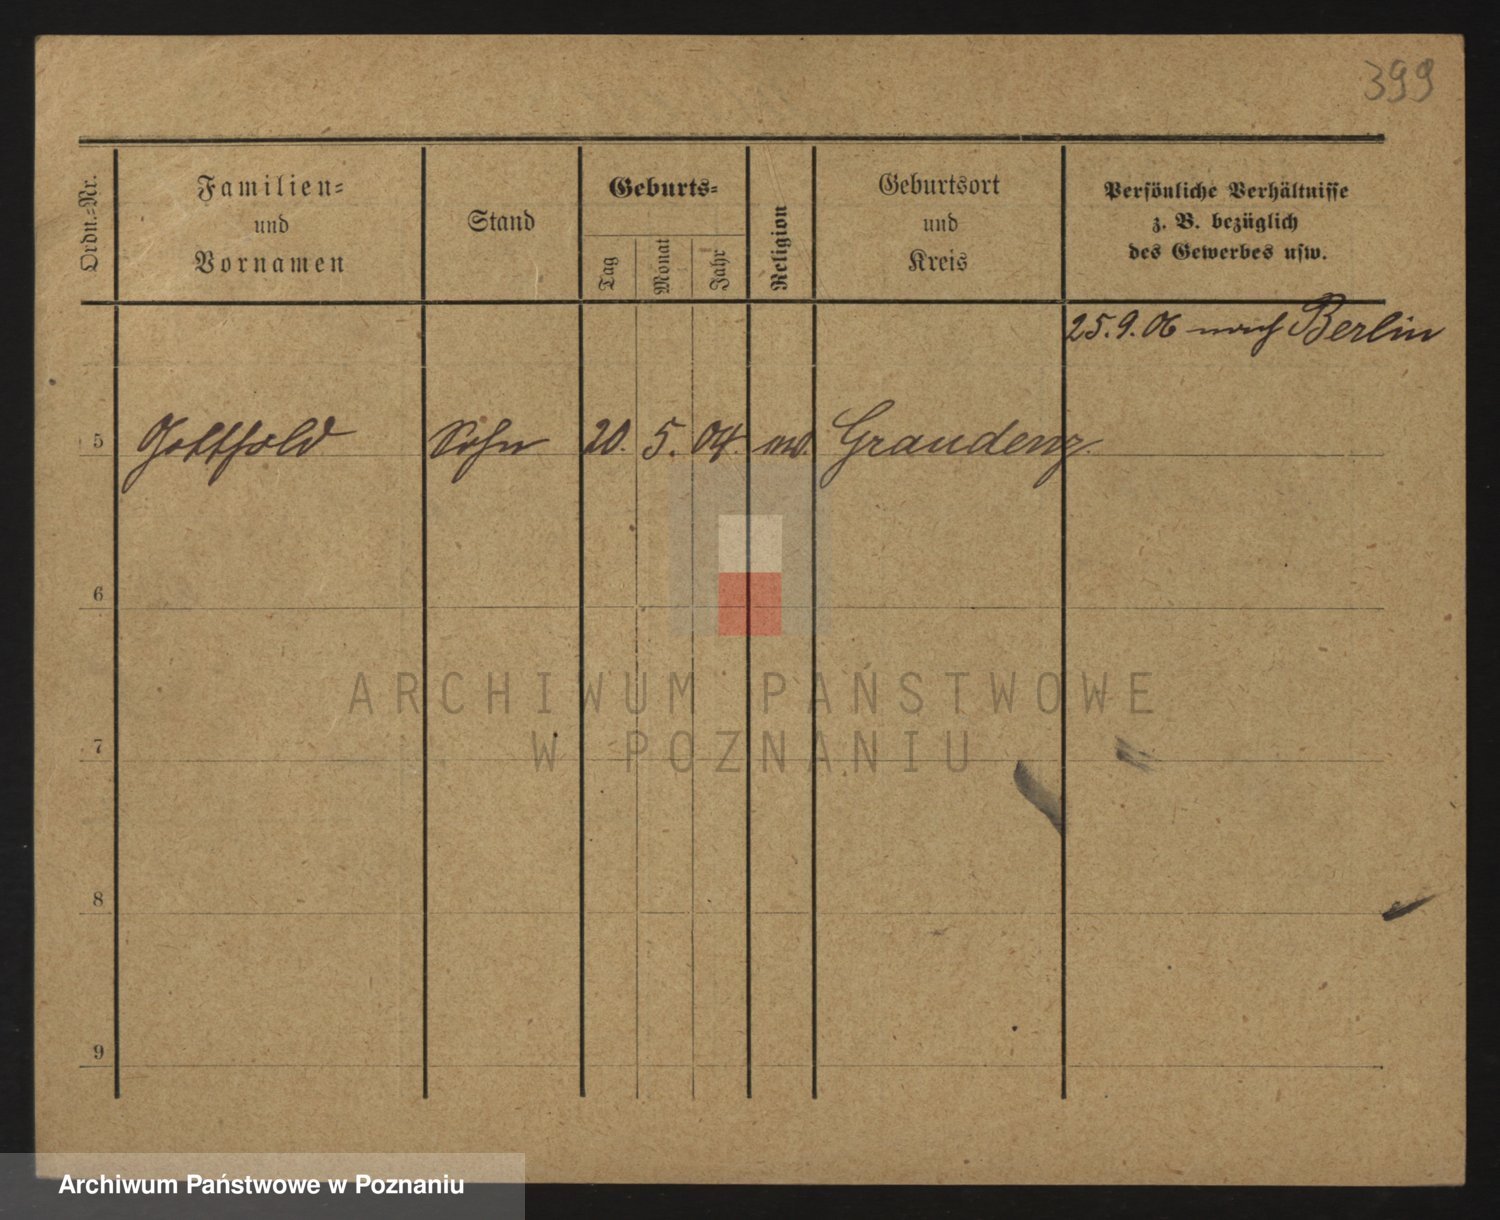 399
Ordn.-Nr.
Familien-
und
Vornamen
Stand
Geburts-
Tag
Monat
Jahr
Religion
Geburtsort
und
Kreis
Persönliche Verhältnisse
z. B. bezüglich
des Gewerbes usw.
25.9.06 nach Berlin
5 Gotthold Sohn 20. 5. 04. Graudenz
6
ARCHIWUM PAŃSTWOWE
W POZNANIU
7
8
9
Archiwum Państwowe w Poznaniu